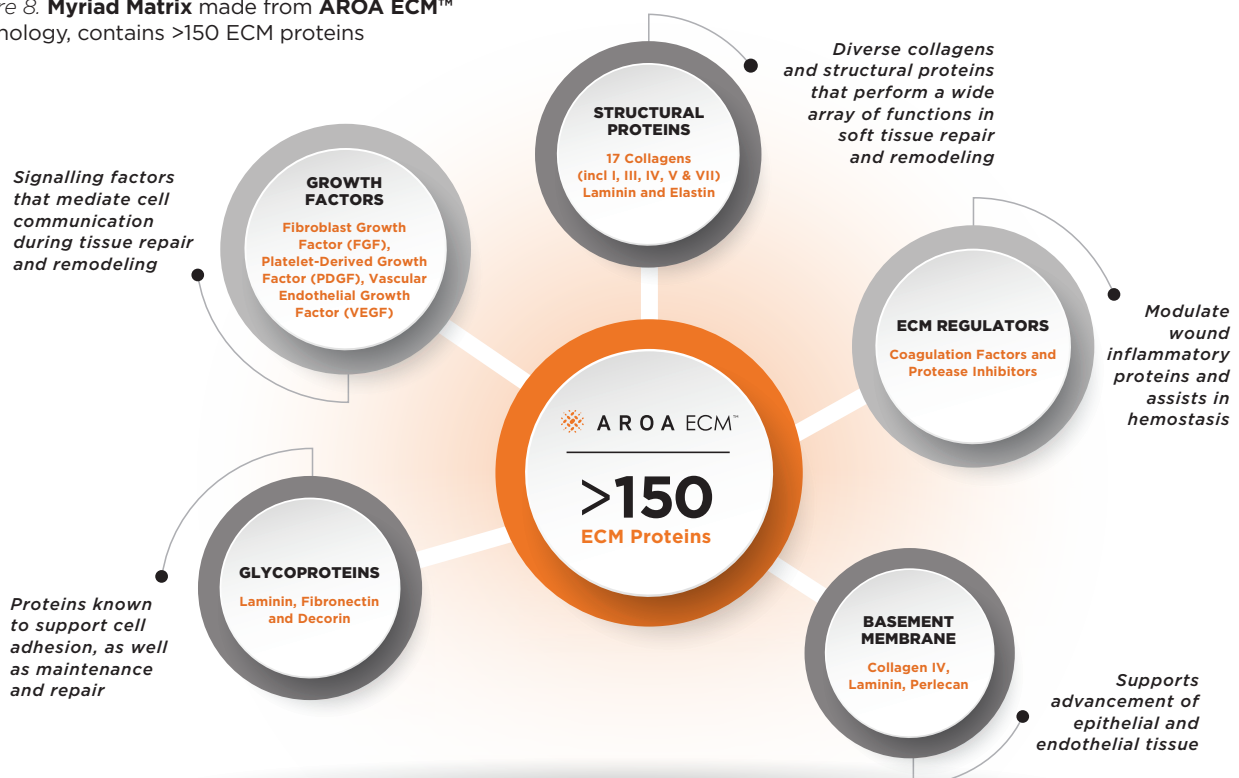 re 8. Myriad Matrix made from AROA ECM™
nology, contains >150 ECM proteins
Diverse collagens
and structural proteins
that perform a wide
array of functions in
soft tissue repair
and remodeling
STRUCTURAL
PROTEINS
17 Collagens
(incl I, III, IV, V & VII)
Laminin and Elastin
Signalling factors
that mediate cell
communication
during tissue repair
and remodeling
GROWTH
FACTORS
Fibroblast Growth
Factor (FGF),
Platelet-Derived Growth
Factor (PDGF), Vascular
Endothelial Growth
Factor (VEGF)
ECM REGULATORS
Coagulation Factors and
Protease Inhibitors
Modulate
wound
inflammatory
proteins and
assists in
hemostasis
AROA ECM™
>150
ECM Proteins
GLYCOPROTEINS
Laminin, Fibronectin
and Decorin
Proteins known
to support cell
adhesion, as well
as maintenance
and repair
BASEMENT
MEMBRANE
Collagen IV,
Laminin, Perlecan
Supports
advancement of
epithelial and
endothelial tissue